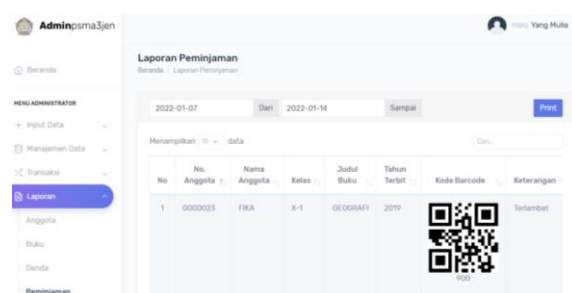 Adminpsma3jen
Halo, Yang Mulia
Laporan Peminjaman
Beranda / Laporan Peminjaman
Beranda
MENU ADMINISTRATOR
+ Input Data
Manajemen Data
Transaksi
Laporan
Anggota
Buku
Denda
Peminjaman
2022-01-07 Dari 2022-01-14 Sampai Print
Menampilkan 10 data Cari...
No No. Anggota Nama Anggota Kelas Judul Buku Tahun Terbit Kode Barcode Keterangan
1 0000023 FIKA X-1 GEOGRAFI 2019 Terlambat
900